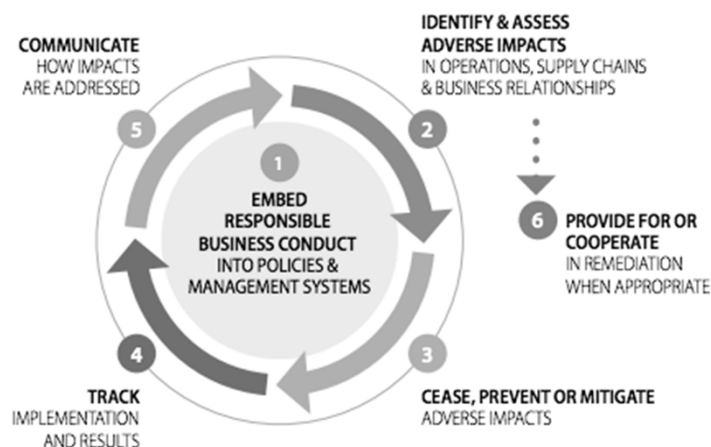 1
EMBED
RESPONSIBLE
BUSINESS CONDUCT
INTO POLICIES &
MANAGEMENT SYSTEMS
2
IDENTIFY & ASSESS
ADVERSE IMPACTS
IN OPERATIONS, SUPPLY CHAINS
& BUSINESS RELATIONSHIPS
3
CEASE, PREVENT OR MITIGATE
ADVERSE IMPACTS
4
TRACK
IMPLEMENTATION
AND RESULTS
5
COMMUNICATE
HOW IMPACTS
ARE ADDRESSED
6
PROVIDE FOR OR
COOPERATE
IN REMEDIATION
WHEN APPROPRIATE